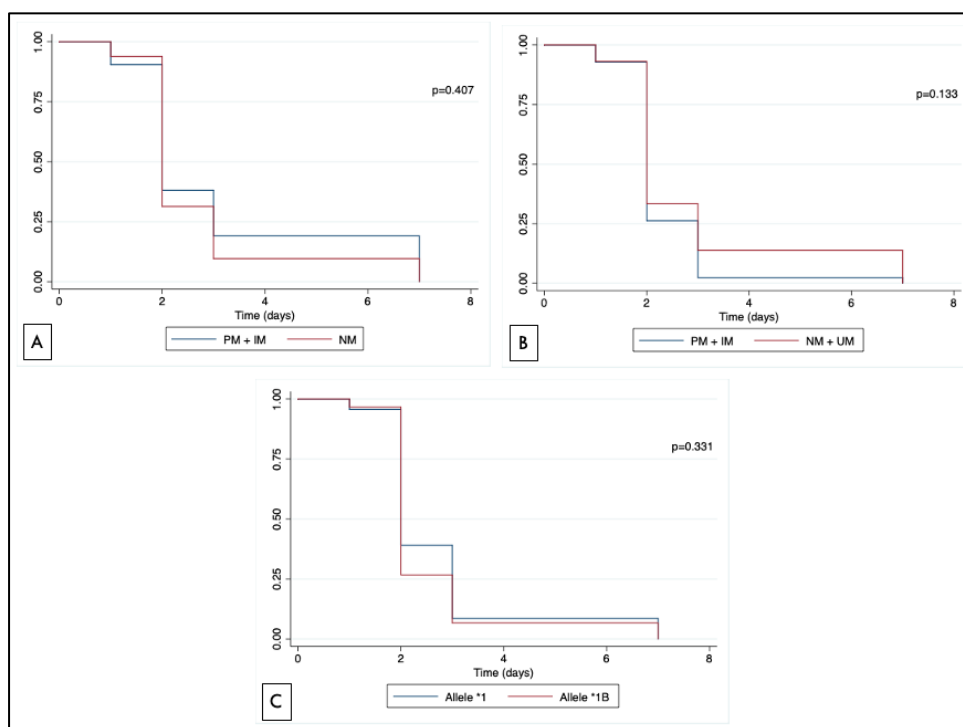 1.00
0.75
0.50
0.25
0.00
p=0.407
0 2 4 6 8
Time (days)
PM + IM NM
A
1.00
0.75
0.50
0.25
0.00
p=0.133
0 2 4 6 8
Time (days)
PM + IM NM + UM
B
1.00
0.75
0.50
0.25
0.00
p=0.331
0 2 4 6 8
Time (days)
Allele *1 Allele *1B
C